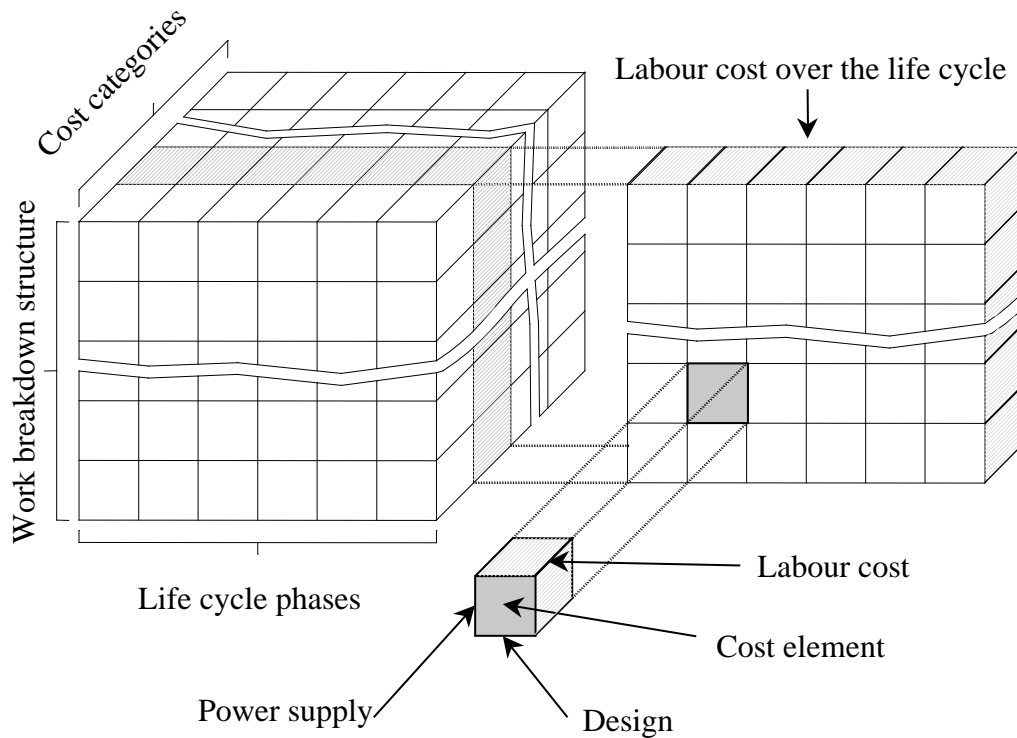 Cost categories
Labour cost over the life cycle
Work breakdown structure
Life cycle phases
Labour cost
Cost element
Power supply
Design